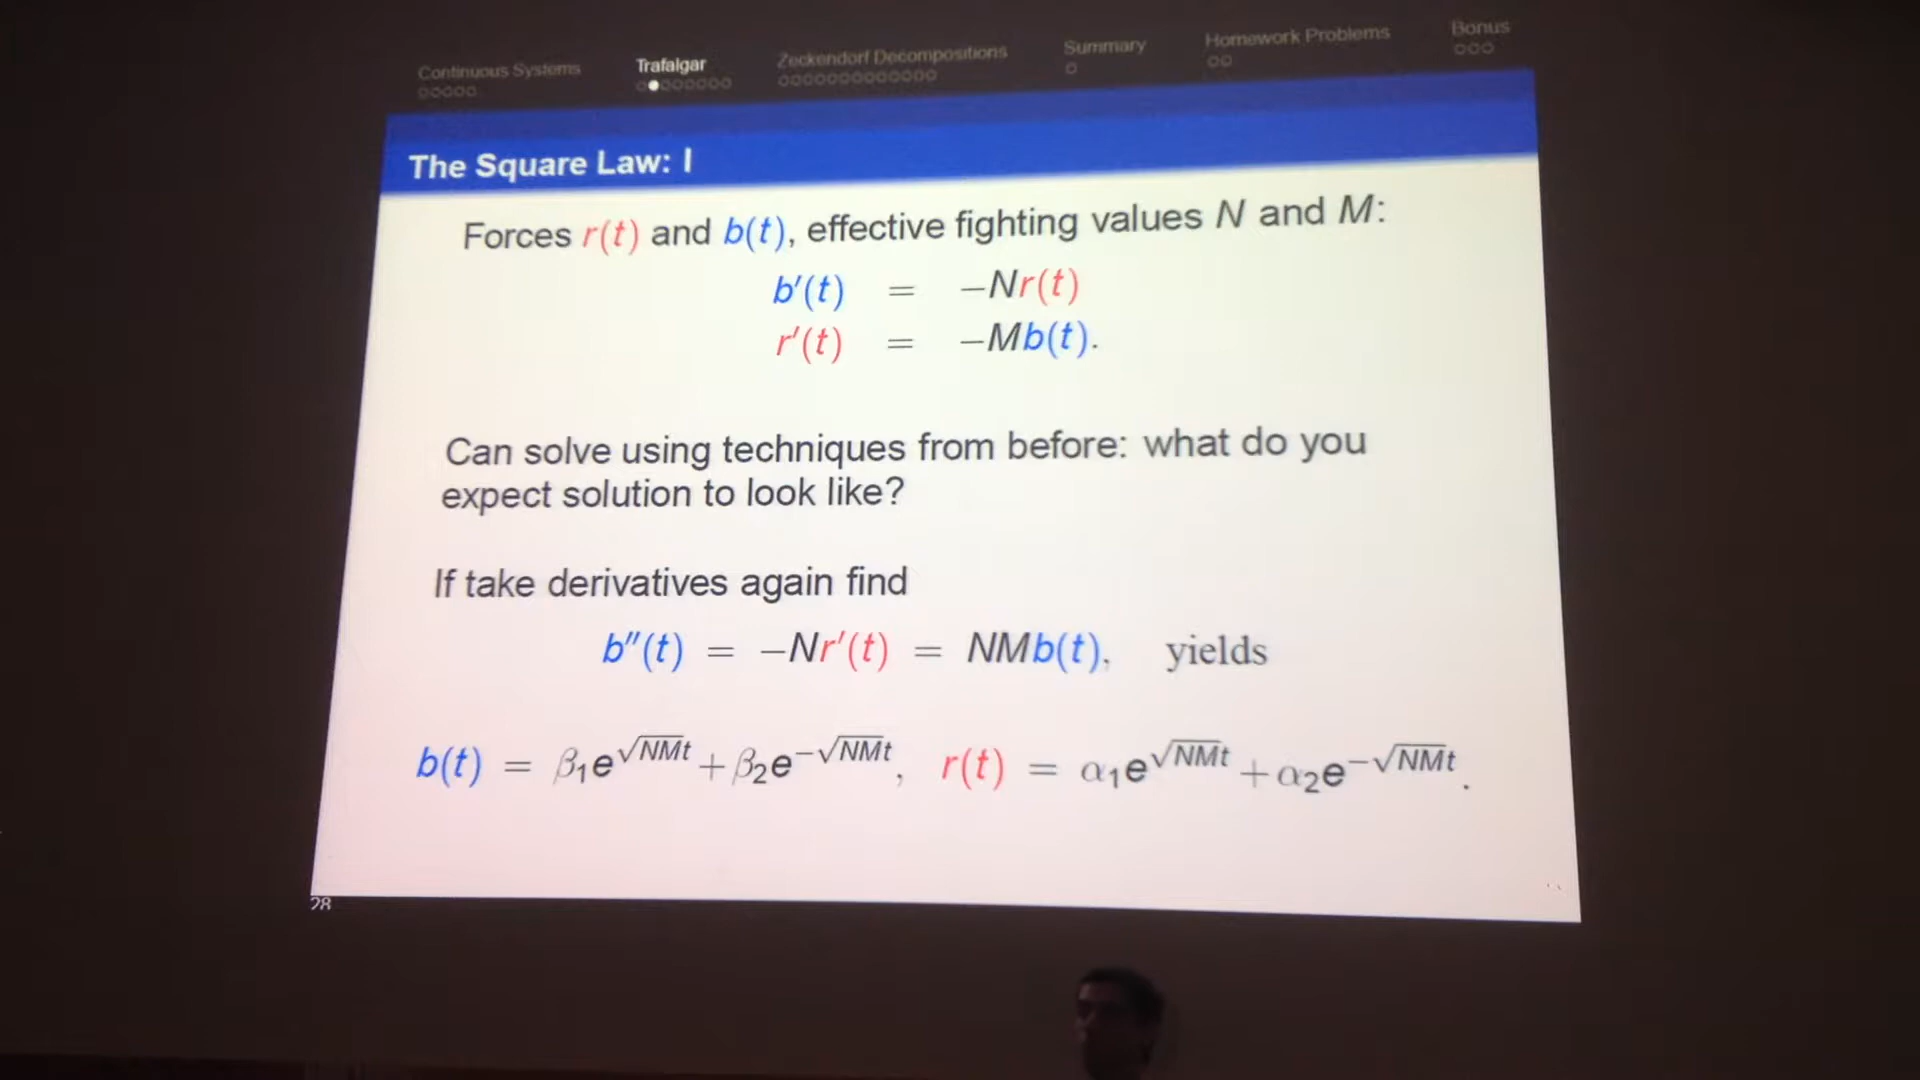 Continuous Systems Trafalgar Zeckendorf Decompositions Summary Homework Problems Bonus
The Square Law: I
Forces r(t) and b(t), effective fighting values N and M:
b′(t) = −Nr(t)
r′(t) = −Mb(t).
Can solve using techniques from before: what do you
expect solution to look like?
If take derivatives again find
b″(t) = −Nr′(t) = NMb(t), yields
b(t) = β₁e^{√NMt} + β₂e^{−√NMt}, r(t) = α₁e^{√NMt} + α₂e^{−√NMt}.
28